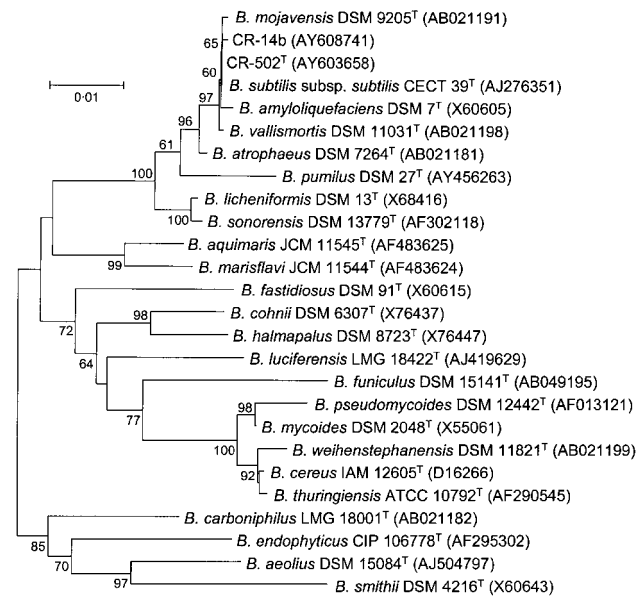 B. mojavensis DSM 9205ᵀ (AB021191)
65
CR-14b (AY608741)
CR-502ᵀ (AY603658)
60
B. subtilis subsp. subtilis CECT 39ᵀ (AJ276351)
0·01
97
B. amyloliquefaciens DSM 7ᵀ (X60605)
96
B. vallismortis DSM 11031ᵀ (AB021198)
61
B. atrophaeus DSM 7264ᵀ (AB021181)
100
B. pumilus DSM 27ᵀ (AY456263)
B. licheniformis DSM 13ᵀ (X68416)
100
B. sonorensis DSM 13779ᵀ (AF302118)
B. aquimaris JCM 11545ᵀ (AF483625)
99
B. marisflavi JCM 11544ᵀ (AF483624)
B. fastidiosus DSM 91ᵀ (X60615)
98
B. cohnii DSM 6307ᵀ (X76437)
72
B. halmapalus DSM 8723ᵀ (X76447)
64
B. luciferensis LMG 18422ᵀ (AJ419629)
B. funiculus DSM 15141ᵀ (AB049195)
98
B. pseudomycoides DSM 12442ᵀ (AF013121)
77
B. mycoides DSM 2048ᵀ (X55061)
100
B. weihenstephanensis DSM 11821ᵀ (AB021199)
92
B. cereus IAM 12605ᵀ (D16266)
B. thuringiensis ATCC 10792ᵀ (AF290545)
B. carboniphilus LMG 18001ᵀ (AB021182)
85
B. endophyticus CIP 106778ᵀ (AF295302)
70
B. aeolius DSM 15084ᵀ (AJ504797)
97
B. smithii DSM 4216ᵀ (X60643)